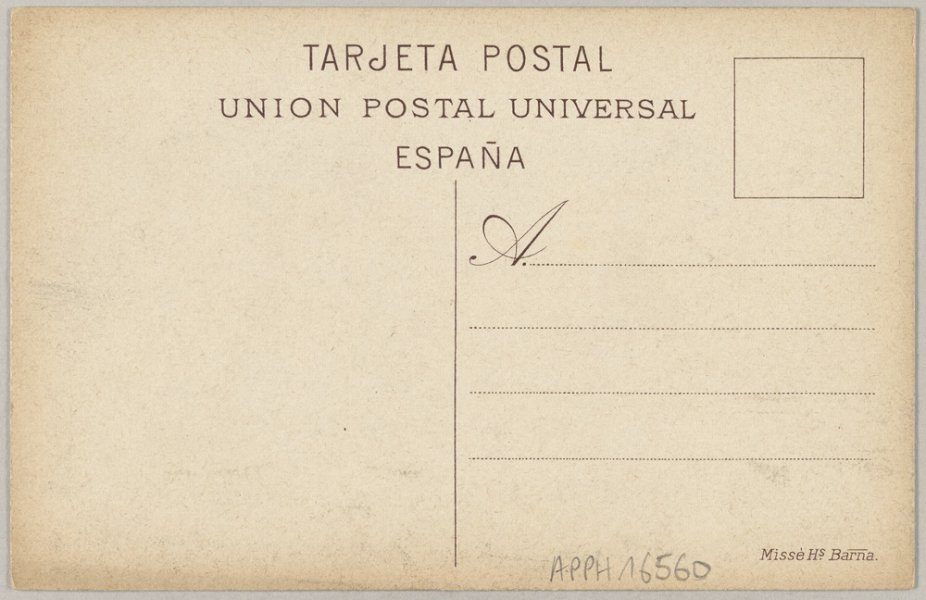 TARJETA POSTAL
UNION POSTAL UNIVERSAL
ESPAÑA
A.
APPH 16560
Missè Hs Barna.